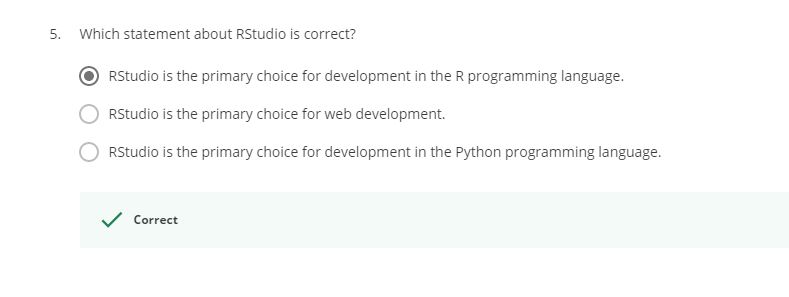 5. Which statement about RStudio is correct?
RStudio is the primary choice for development in the R programming language.
RStudio is the primary choice for web development.
RStudio is the primary choice for development in the Python programming language.
Correct